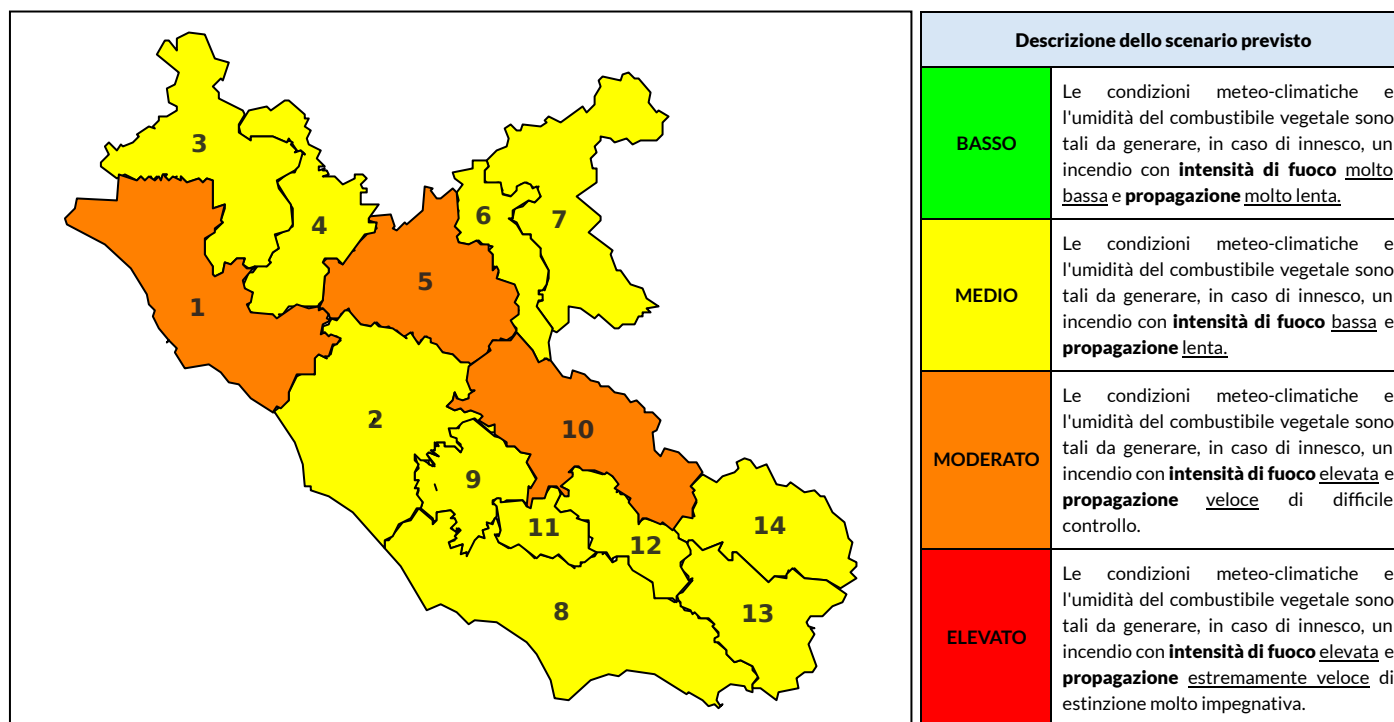 3
4
6
7
5
1
2
10
9
11
12
14
8
13
Descrizione dello scenario previsto
BASSO
Le condizioni meteo-climatiche e
l'umidità del combustibile vegetale sono
tali da generare, in caso di innesco, un
incendio con intensità di fuoco molto
bassa e propagazione molto lenta.
MEDIO
Le condizioni meteo-climatiche e
l'umidità del combustibile vegetale sono
tali da generare, in caso di innesco, un
incendio con intensità di fuoco bassa e
propagazione lenta.
MODERATO
Le condizioni meteo-climatiche e
l'umidità del combustibile vegetale sono
tali da generare, in caso di innesco, un
incendio con intensità di fuoco elevata e
propagazione veloce di difficile
controllo.
ELEVATO
Le condizioni meteo-climatiche e
l'umidità del combustibile vegetale sono
tali da generare, in caso di innesco, un
incendio con intensità di fuoco elevata e
propagazione estremamente veloce di
estinzione molto impegnativa.